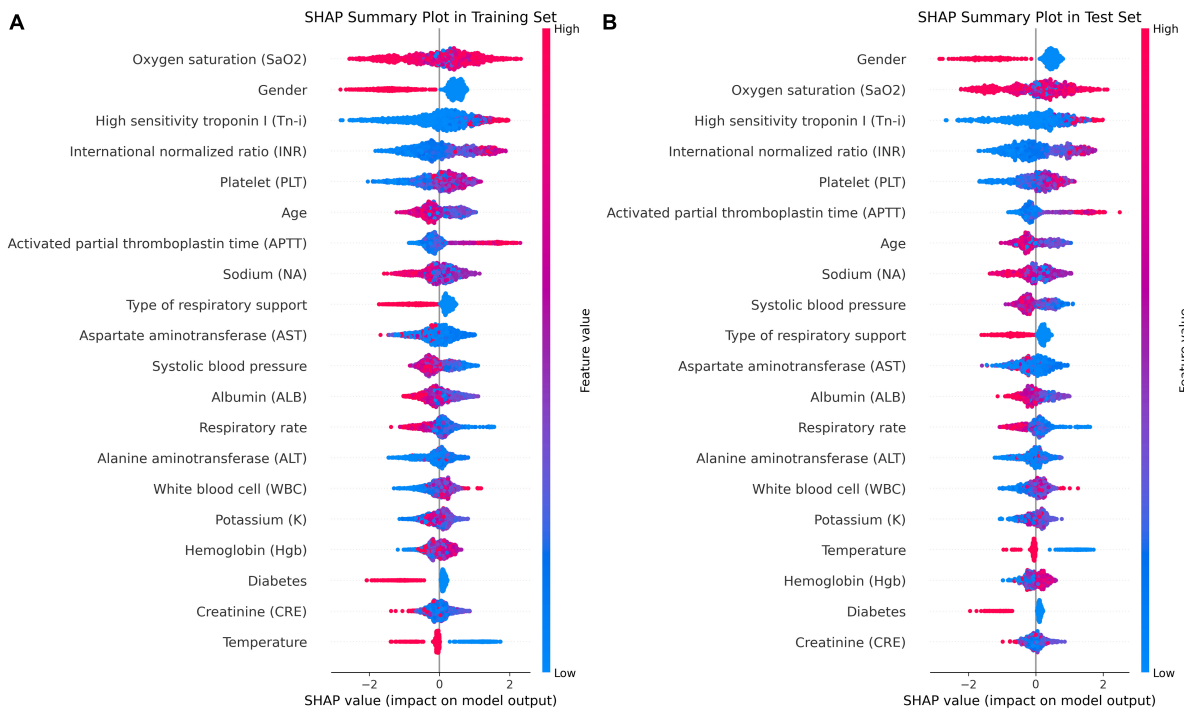 A
SHAP Summary Plot in Training Set
High
Oxygen saturation (SaO2)
Gender
High sensitivity troponin I (Tn-i)
International normalized ratio (INR)
Platelet (PLT)
Age
Activated partial thromboplastin time (APTT)
Sodium (NA)
Type of respiratory support
Aspartate aminotransferase (AST)
Systolic blood pressure
Albumin (ALB)
Respiratory rate
Alanine aminotransferase (ALT)
White blood cell (WBC)
Potassium (K)
Hemoglobin (Hgb)
Diabetes
Creatinine (CRE)
Temperature
Feature value
Low
−2 0 2
SHAP value (impact on model output)
B
SHAP Summary Plot in Test Set
High
Gender
Oxygen saturation (SaO2)
High sensitivity troponin I (Tn-i)
International normalized ratio (INR)
Platelet (PLT)
Activated partial thromboplastin time (APTT)
Age
Sodium (NA)
Systolic blood pressure
Type of respiratory support
Aspartate aminotransferase (AST)
Albumin (ALB)
Respiratory rate
Alanine aminotransferase (ALT)
White blood cell (WBC)
Potassium (K)
Temperature
Hemoglobin (Hgb)
Diabetes
Creatinine (CRE)
Feature value
Low
−2 0 2
SHAP value (impact on model output)